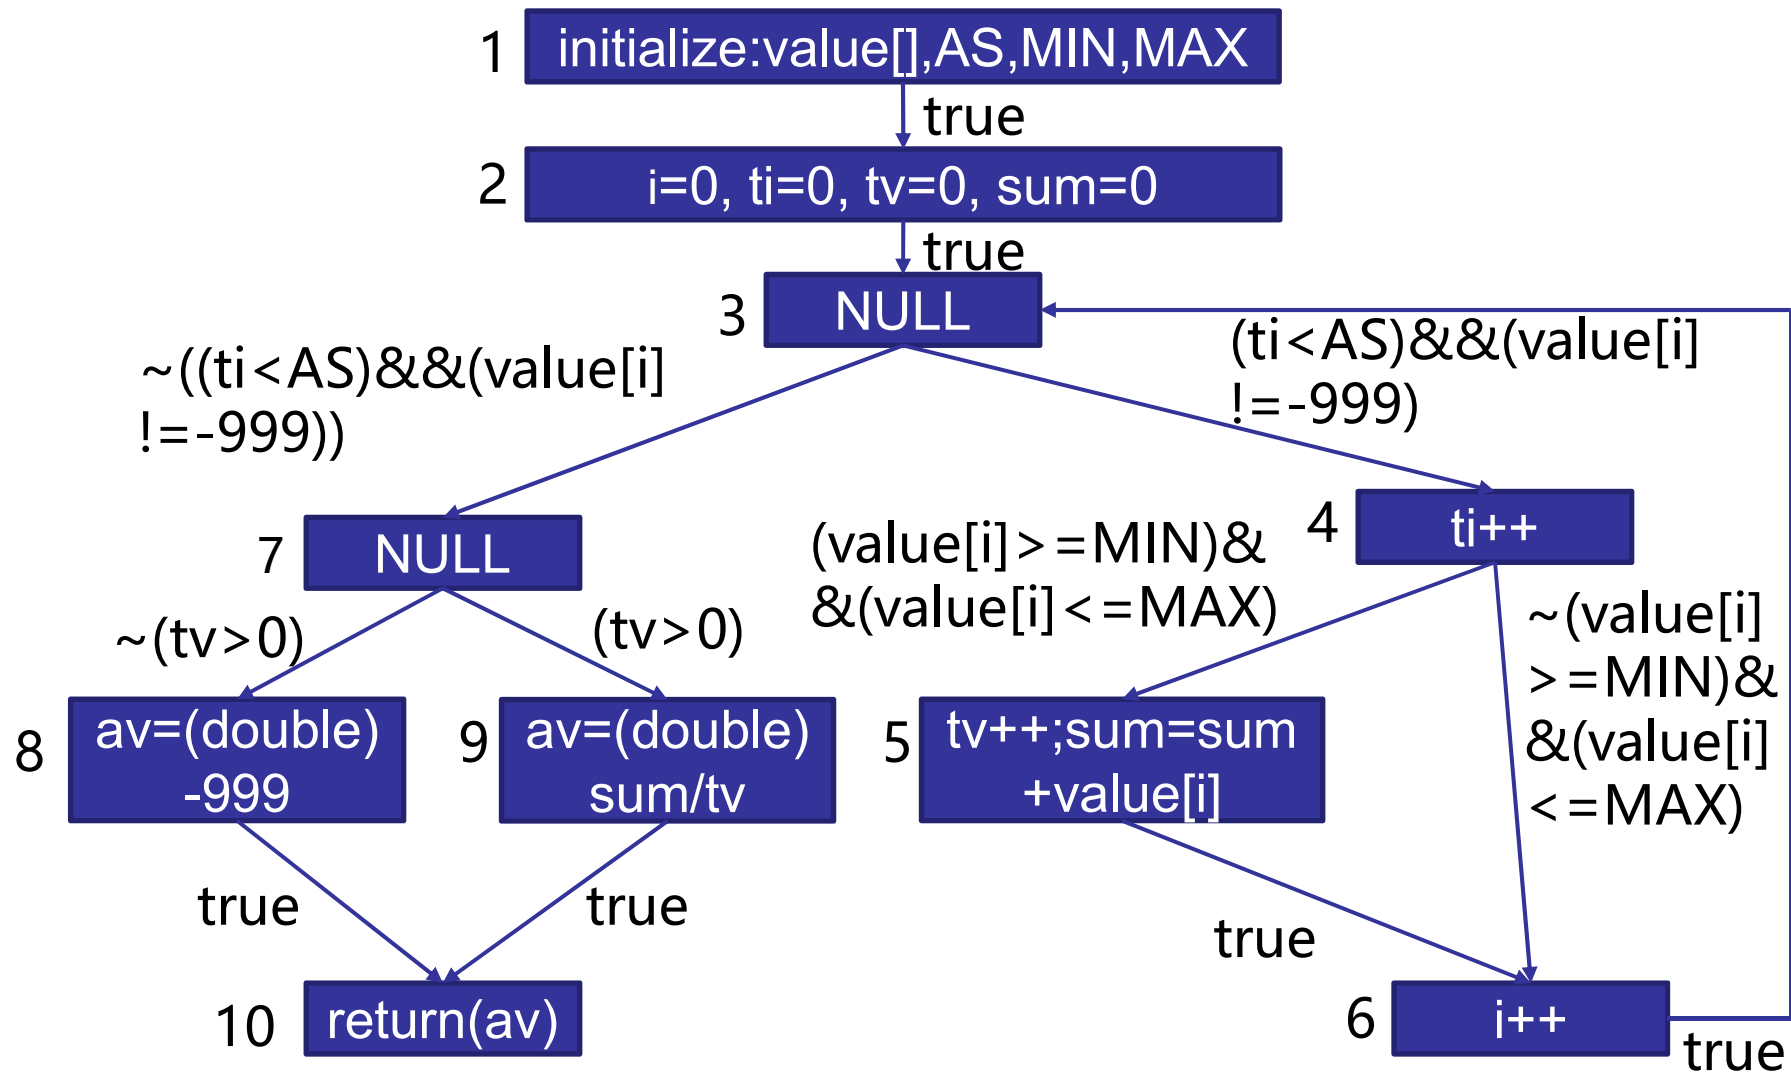 1
initialize:value[],AS,MIN,MAX
true
2
i=0, ti=0, tv=0, sum=0
true
3
NULL
~((ti<AS)&&(value[i]
!=-999))
(ti<AS)&&(value[i]
!=-999)
7
NULL
4
ti++
(value[i]>=MIN)&
&(value[i]<=MAX)
~(value[i]
>=MIN)&
&(value[i]
<=MAX)
~(tv>0)
(tv>0)
8
av=(double)
-999
9
av=(double)
sum/tv
5
tv++;sum=sum
+value[i]
true
true
true
10
return(av)
6
i++
true